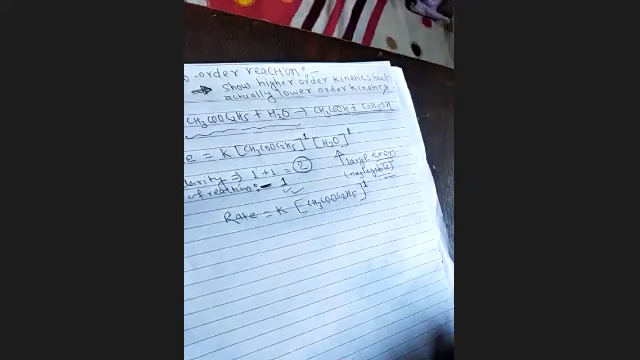 order reaction:-
→ Show higher order kinetics but
actually lower order kinetics.
CH3COOC2H5 + H2O → CH3COOH + C2H5OH
= K [CH3COOC2H5]^1 [H2O]^1
larity ⇒ 1 + 1 = 2 ↑ large excess
of reaction:- 1 (negligible)
Rate = K [CH3COOC2H5]^1